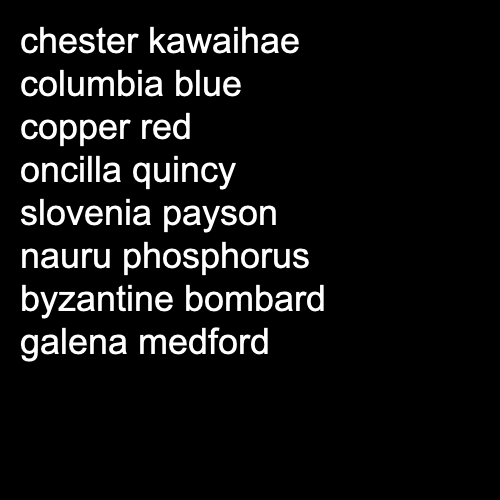 chester kawaihae
columbia blue
copper red
oncilla quincy
slovenia payson
nauru phosphorus
byzantine bombard
galena medford